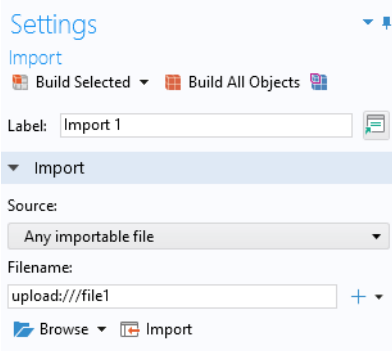 Settings
Import
Build Selected Build All Objects
Label: Import 1
Import
Source:
Any importable file
Filename:
upload:///file1
Browse Import